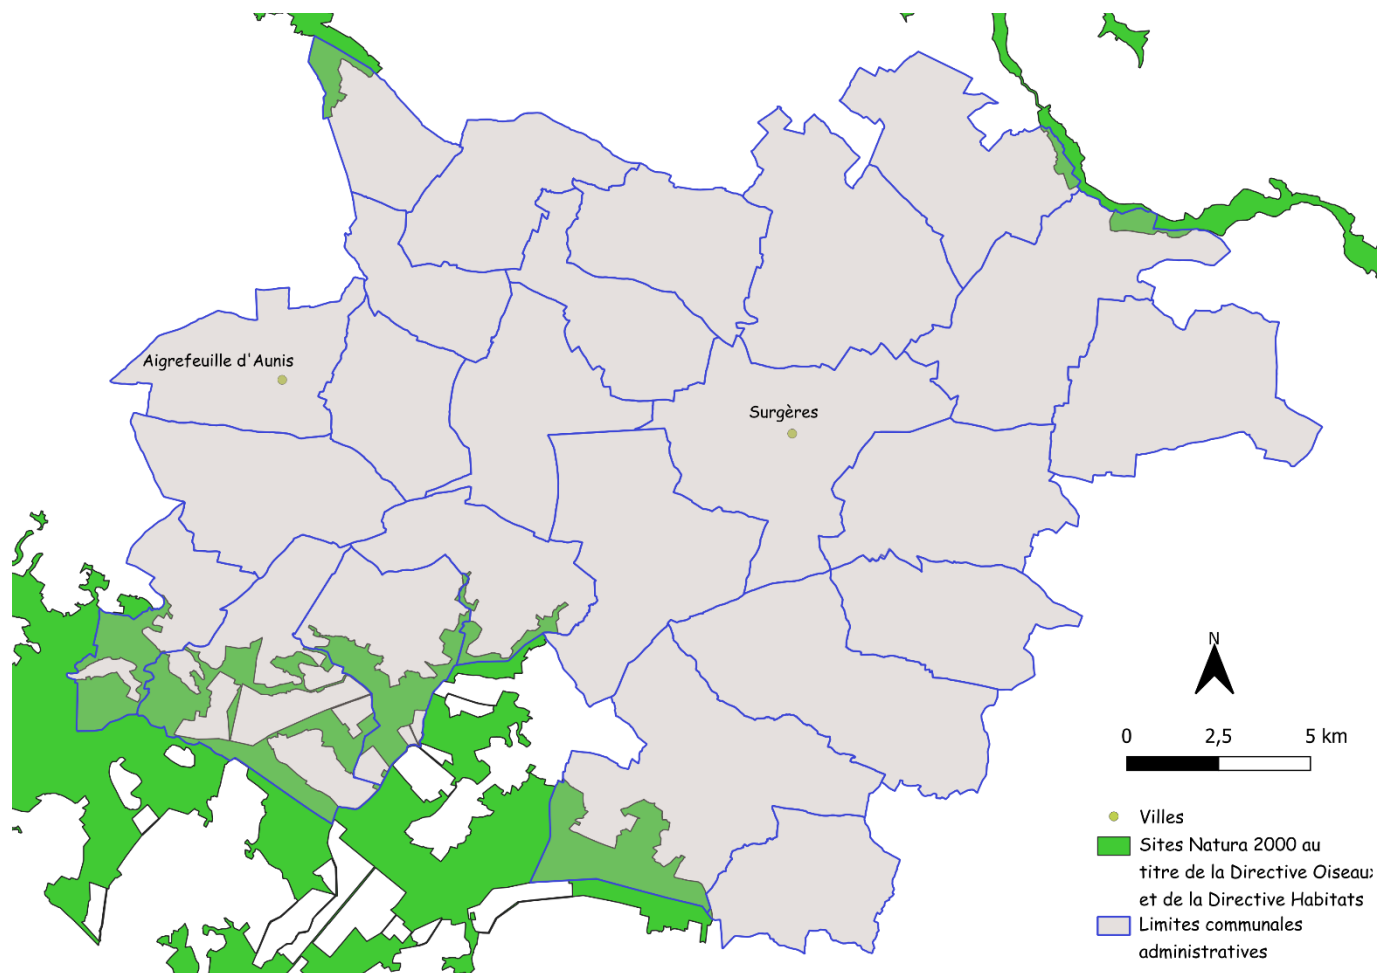 Aigrefeuille d'Aunis
Surgères
N
0 2,5 5 km
Villes
Sites Natura 2000 au
titre de la Directive Oiseaux
et de la Directive Habitats
Limites communales
administratives